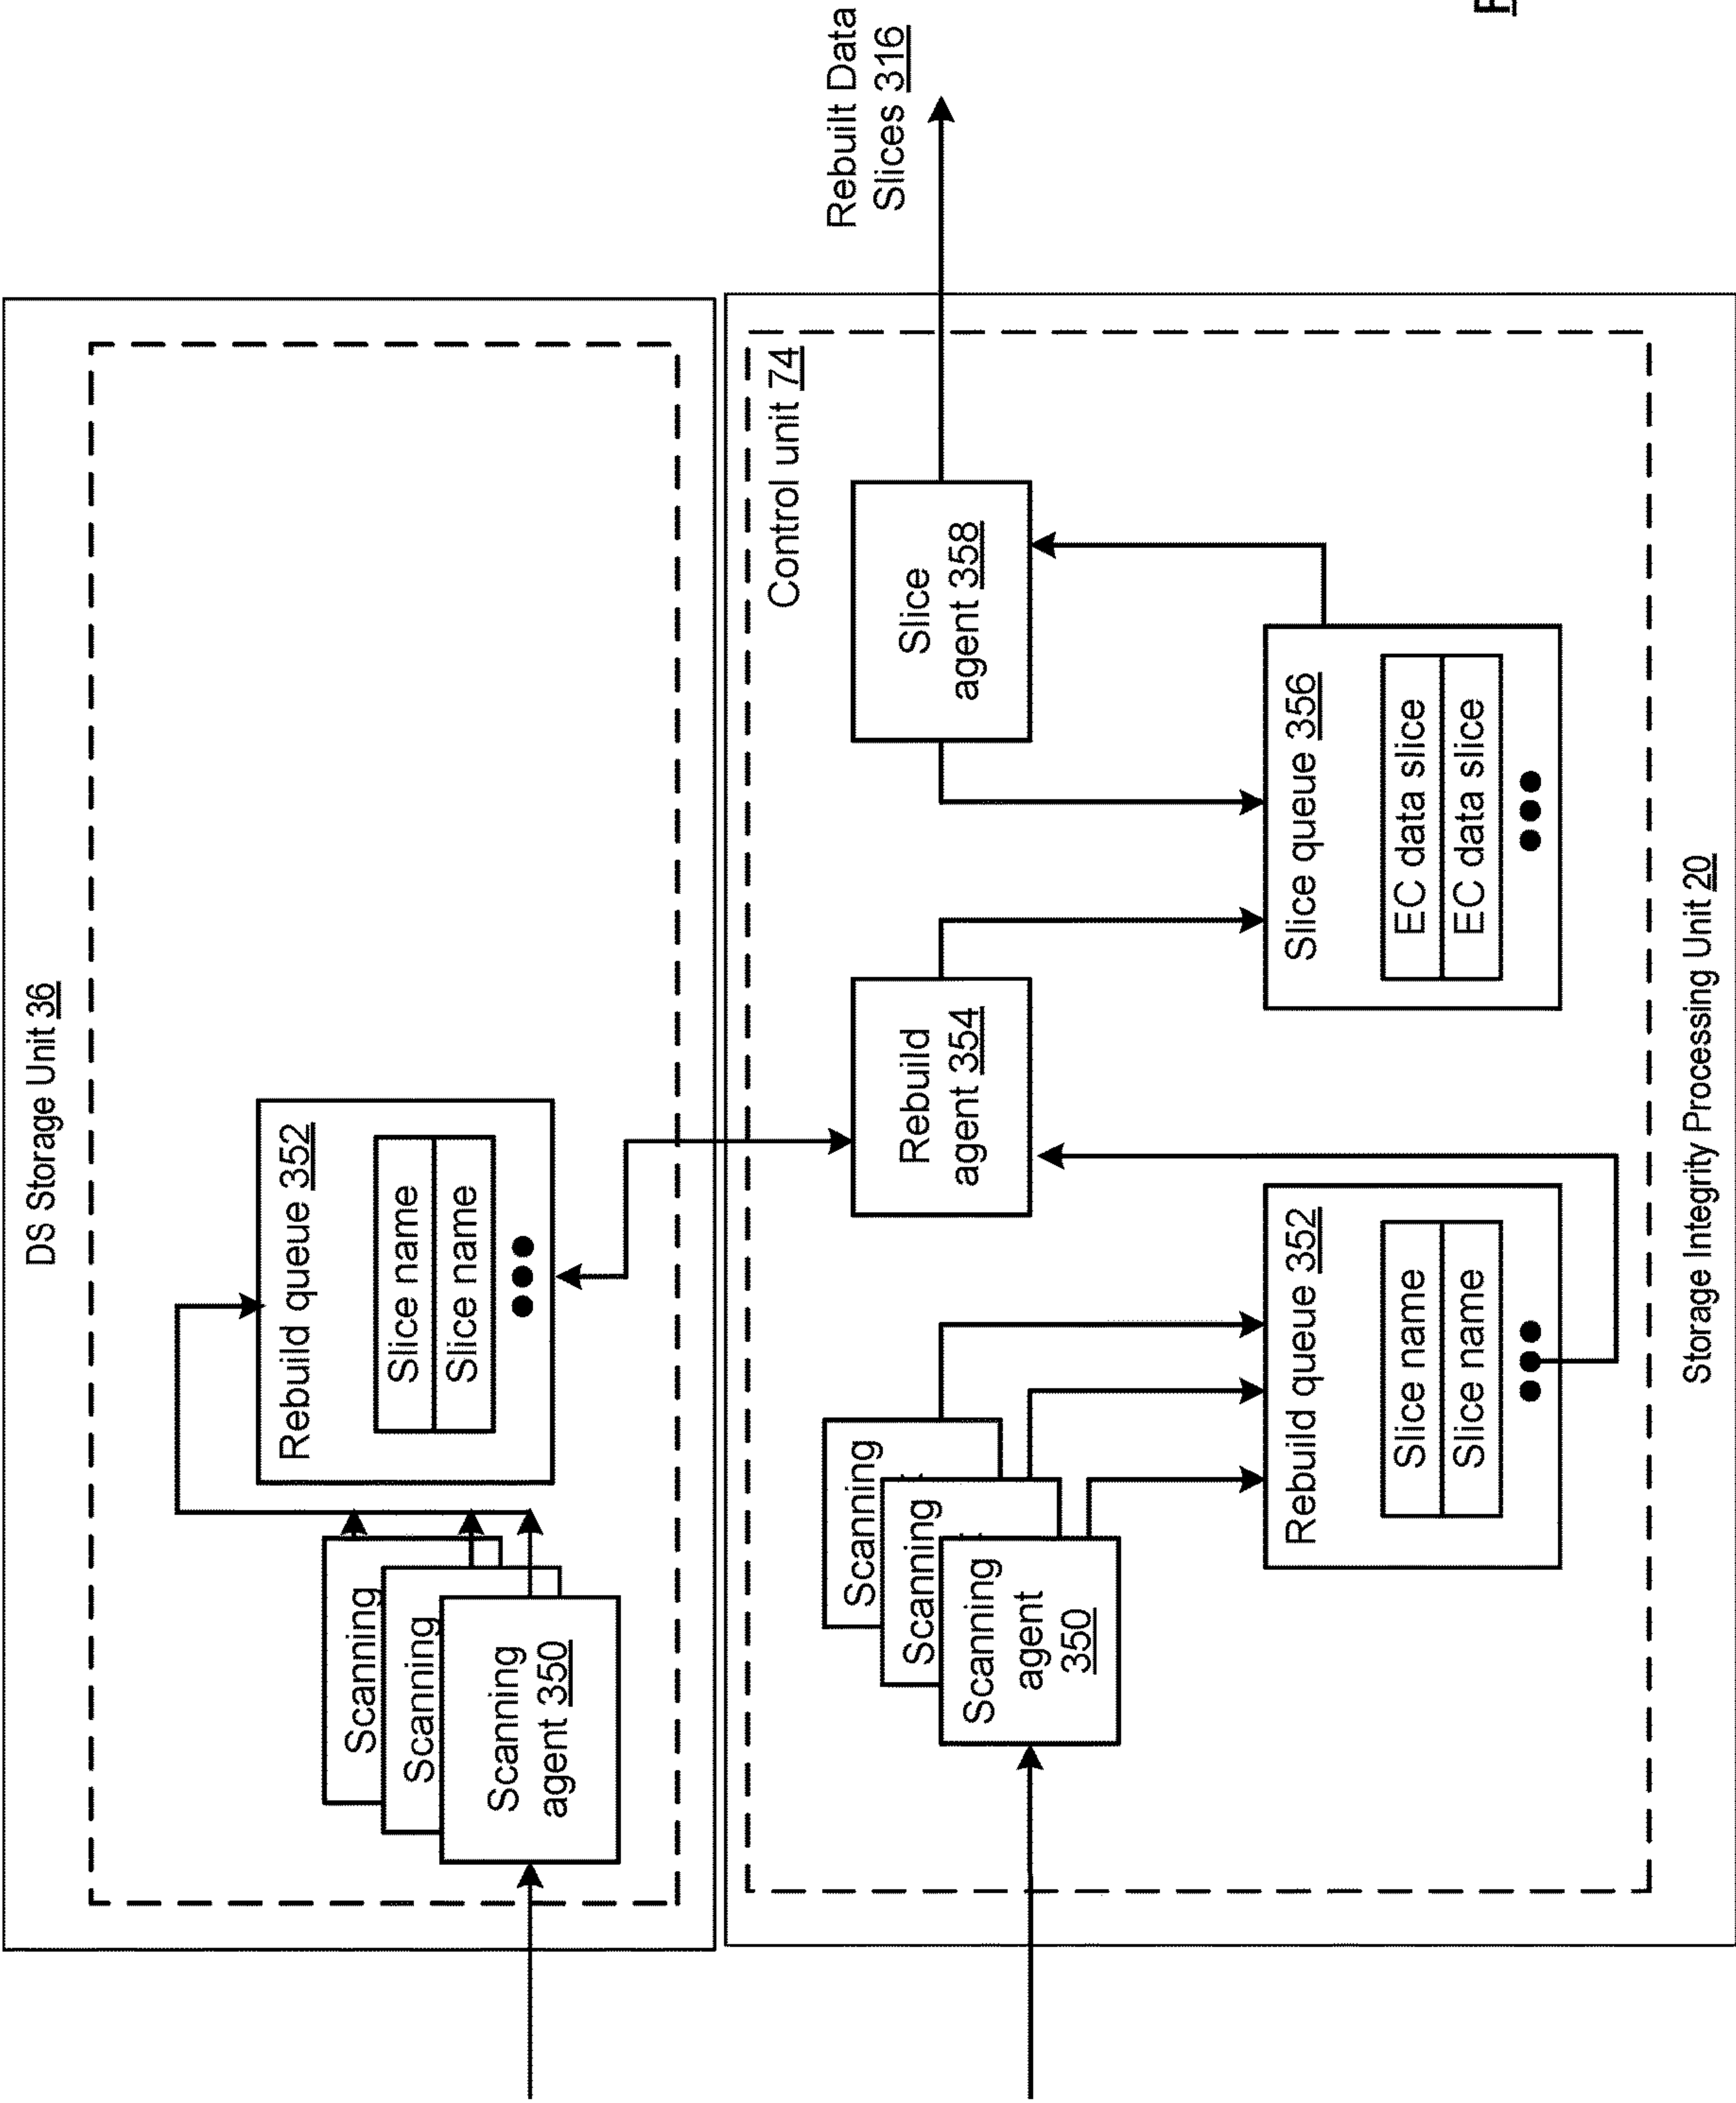 DS Storage Unit 36
Scanning
Scanning
Scanning
agent 350
Rebuild queue 352
Slice name
Slice name
Control unit 74
Scanning
Scanning
Scanning
agent
350
Rebuild queue 352
Slice name
Slice name
Rebuild
agent 354
Slice queue 356
EC data slice
EC data slice
Slice
agent 358
Rebuilt Data
Slices 316
Storage Integrity Processing Unit 20